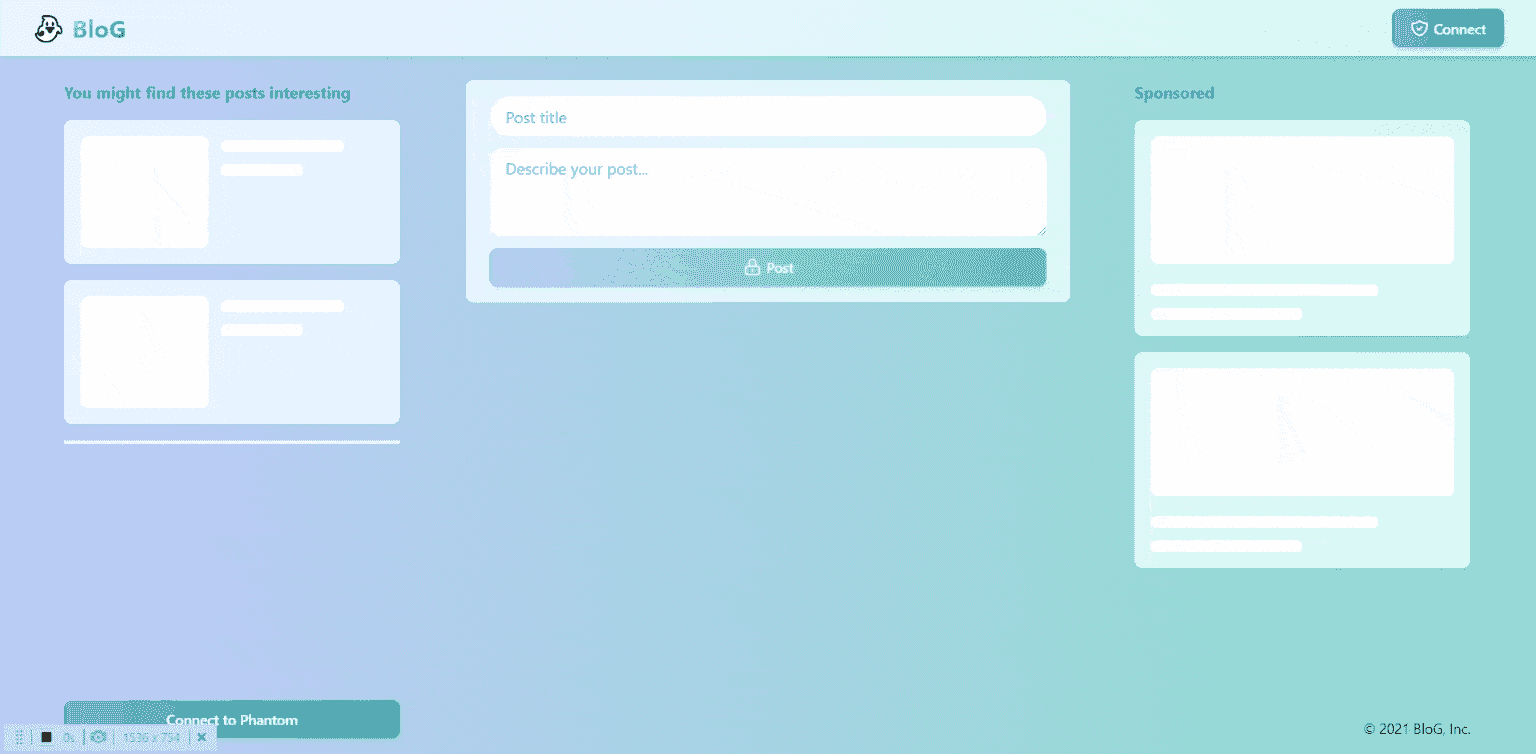 BloG
Connect
You might find these posts interesting
Post title
Describe your post...
Post
Sponsored
Connect to Phantom
0s
1536 x 754
© 2021 BloG, Inc.